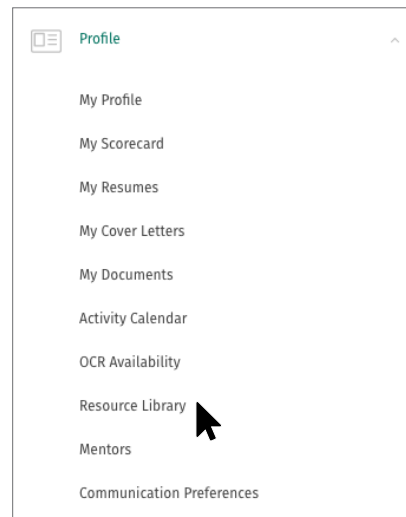 Profile
My Profile
My Scorecard
My Resumes
My Cover Letters
My Documents
Activity Calendar
OCR Availability
Resource Library
Mentors
Communication Preferences